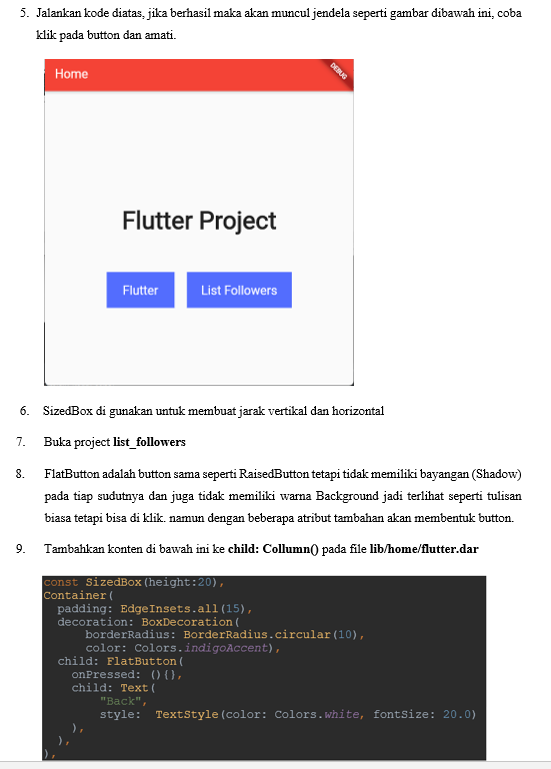 5. Jalankan kode diatas, jika berhasil maka akan muncul jendela seperti gambar dibawah ini, coba
klik pada button dan amati.
Home
DEBUG
Flutter Project
Flutter
List Followers
6. SizedBox di gunakan untuk membuat jarak vertikal dan horizontal
7. Buka project list_followers
8. FlatButton adalah button sama seperti RaisedButton tetapi tidak memiliki bayangan (Shadow)
pada tiap sudutnya dan juga tidak memiliki warna Background jadi terlihat seperti tulisan
biasa tetapi bisa di klik. namun dengan beberapa atribut tambahan akan membentuk button.
9. Tambahkan konten di bawah ini ke child: Collumn() pada file lib/home/flutter.dar
const SizedBox(height:20),
Container(
padding: EdgeInsets.all(15),
decoration: BoxDecoration(
borderRadius: BorderRadius.circular(10),
color: Colors.indigoAccent),
child: FlatButton(
onPressed: (){},
child: Text(
"Back",
style: TextStyle(color: Colors.white, fontSize: 20.0)
),
),
),